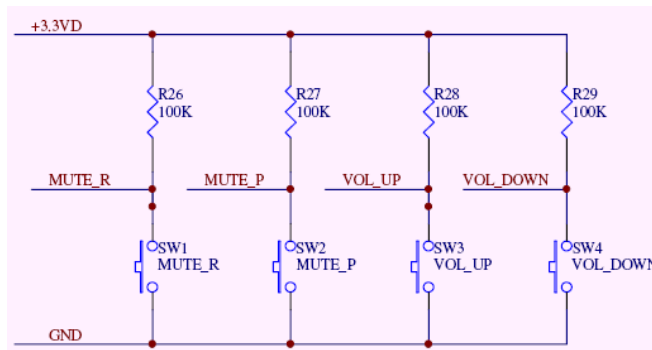 +3.3VD
R26 R27 R28 R29
100K 100K 100K 100K
MUTE_R MUTE_P VOL_UP VOL_DOWN
SW1 SW2 SW3 SW4
MUTE_R MUTE_P VOL_UP VOL_DOWN
GND